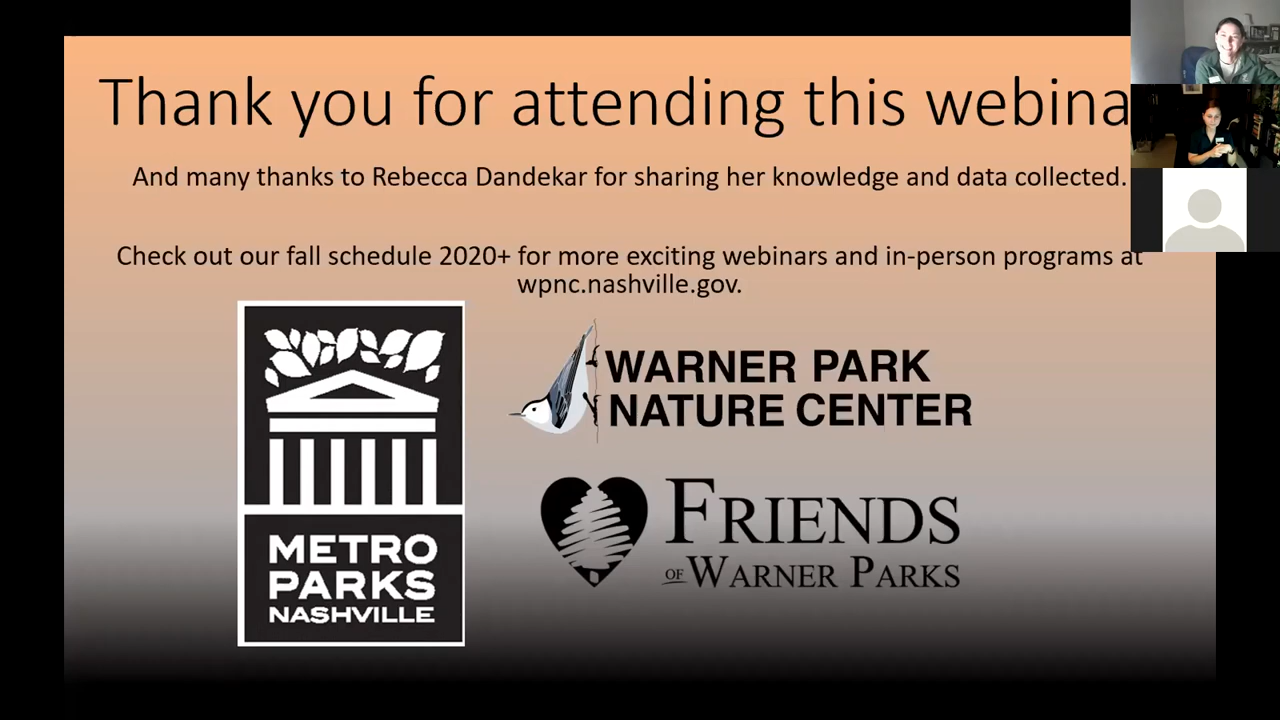 Thank you for attending this webina
And many thanks to Rebecca Dandekar for sharing her knowledge and data collected.
Check out our fall schedule 2020+ for more exciting webinars and in-person programs at
wpnc.nashville.gov.
WARNER PARK
NATURE CENTER
FRIENDS
OF WARNER PARKS
METRO
PARKS
NASHVILLE